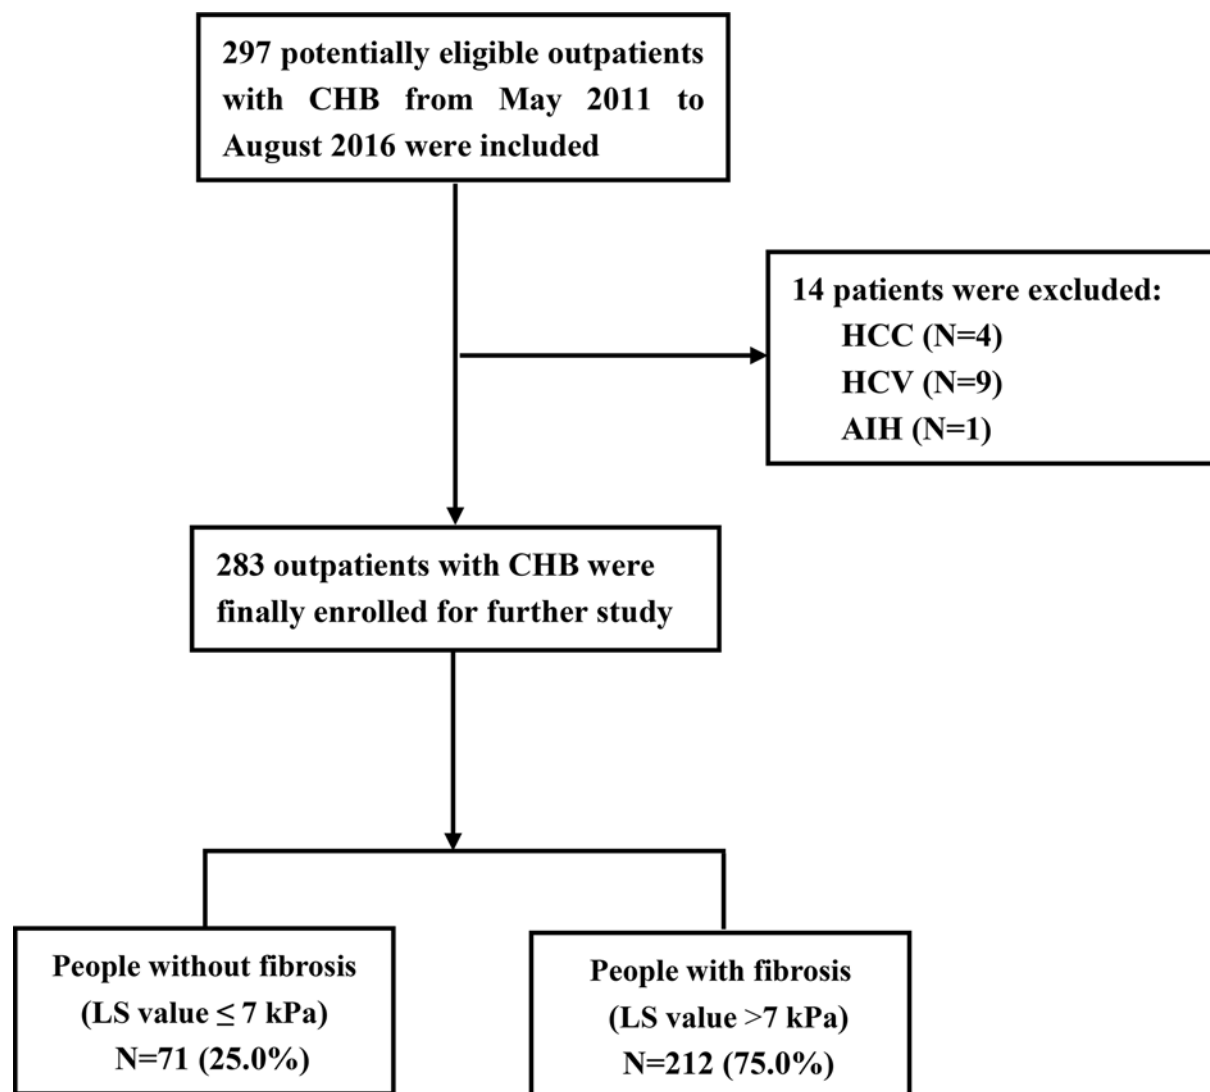 297 potentially eligible outpatients
with CHB from May 2011 to
August 2016 were included
14 patients were excluded:
HCC (N=4)
HCV (N=9)
AIH (N=1)
283 outpatients with CHB were
finally enrolled for further study
People without fibrosis
(LS value ≤ 7 kPa)
N=71 (25.0%)
People with fibrosis
(LS value >7 kPa)
N=212 (75.0%)